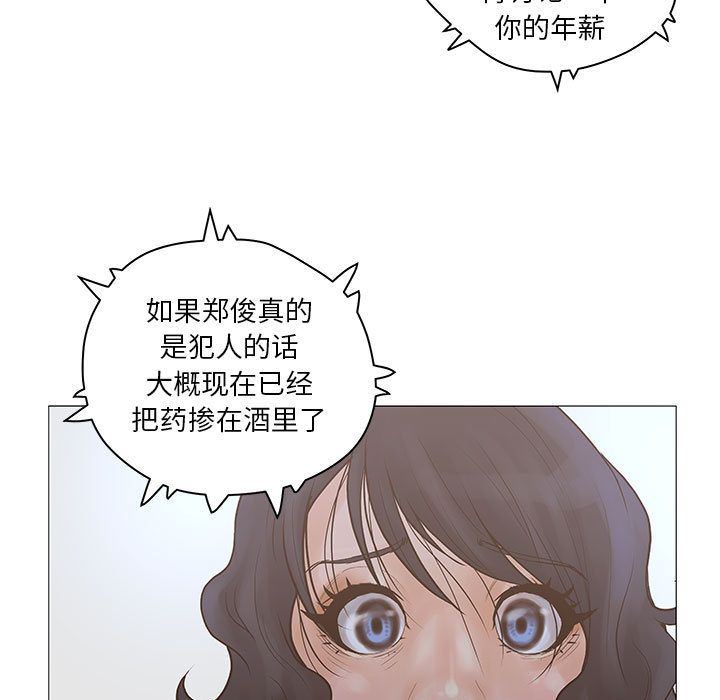 你的年薪
如果郑俊真的
是犯人的话
大概现在已经
把药掺在酒里了